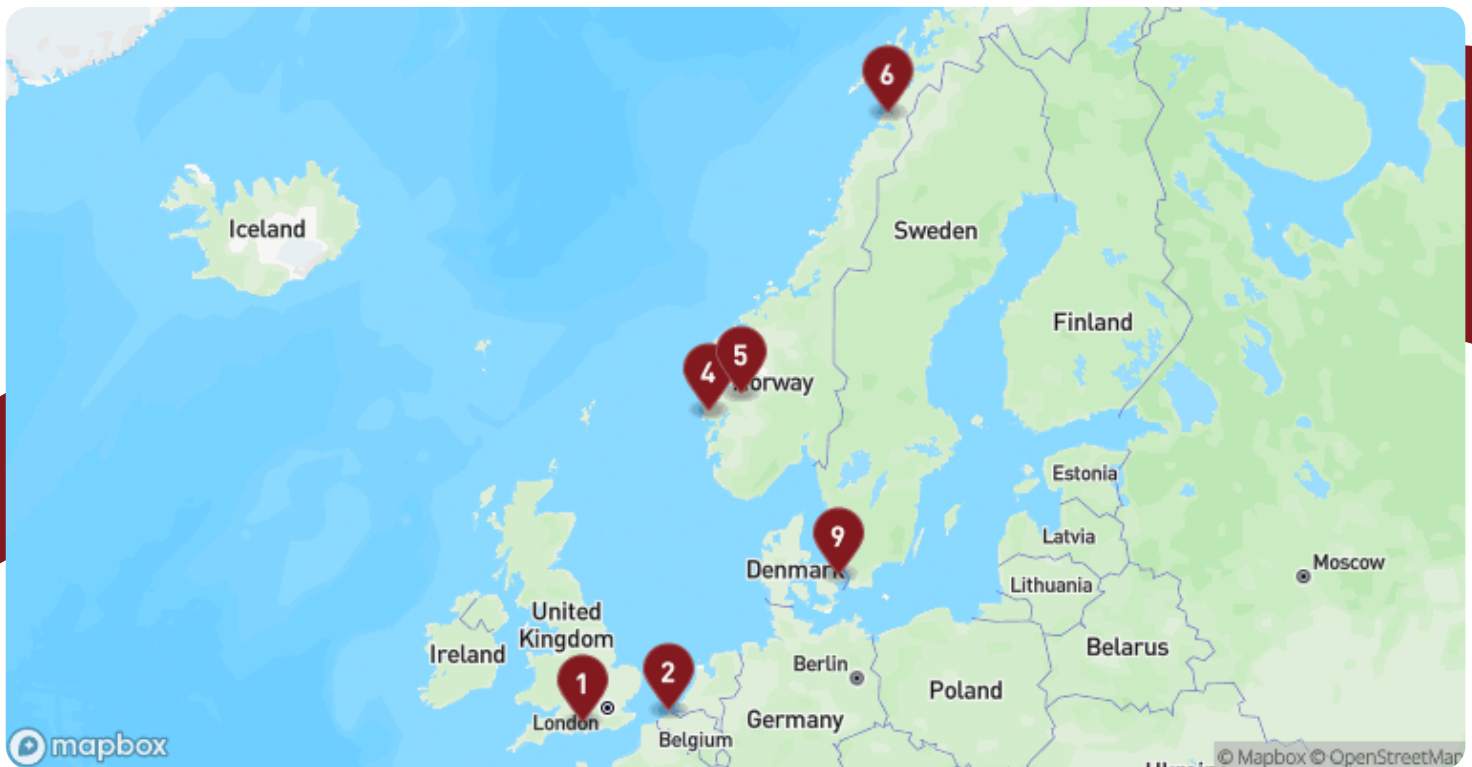 6
Iceland
Sweden
Finland
5
4
Norway
Estonia
9
Latvia
Denmark
Moscow
Lithuania
United
Kingdom
Ireland
Belarus
2
1
Berlin
Poland
London
Germany
Belgium
mapbox
© Mapbox © OpenStreetMap